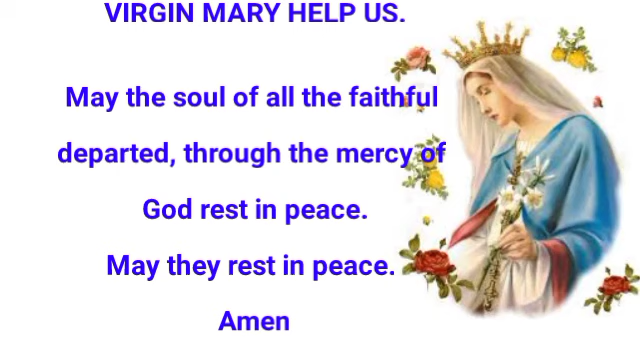 VIRGIN MARY HELP US.
May the soul of all the faithful
departed, through the mercy of
God rest in peace.
May they rest in peace.
Amen